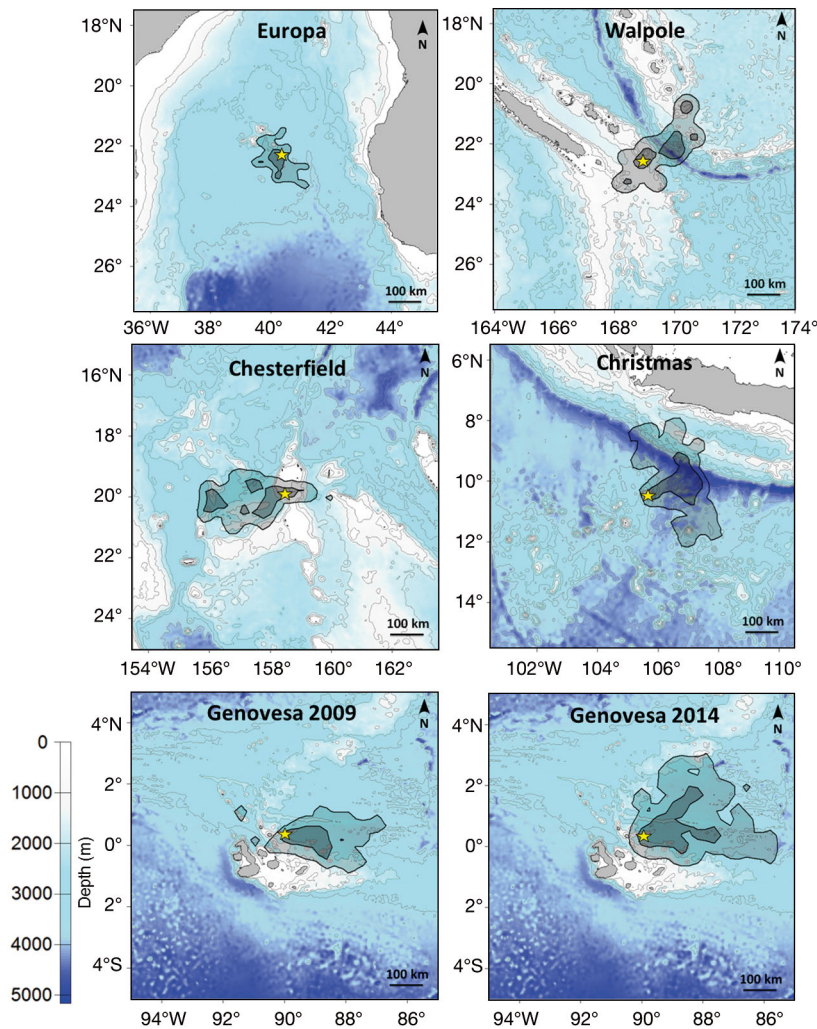 Europa
N
18°N
20°
22°
24°
26°
100 km
36°W
38°
40°
42°
44°
Walpole
N
18°N
20°
22°
24°
26°
100 km
164°W
166°
168°
170°
172°
174°
Chesterfield
N
16°N
18°
20°
22°
24°
100 km
154°W
156°
158°
160°
162°
Christmas
N
6°N
8°
10°
12°
14°
100 km
102°W
104°
106°
108°
110°
0
1000
2000
3000
4000
5000
Depth (m)
Genovesa 2009
N
4°N
2°
0°
2°
4°S
100 km
94°W
92°
90°
88°
86°
Genovesa 2014
N
4°N
2°
0°
2°
4°S
100 km
94°W
92°
90°
88°
86°